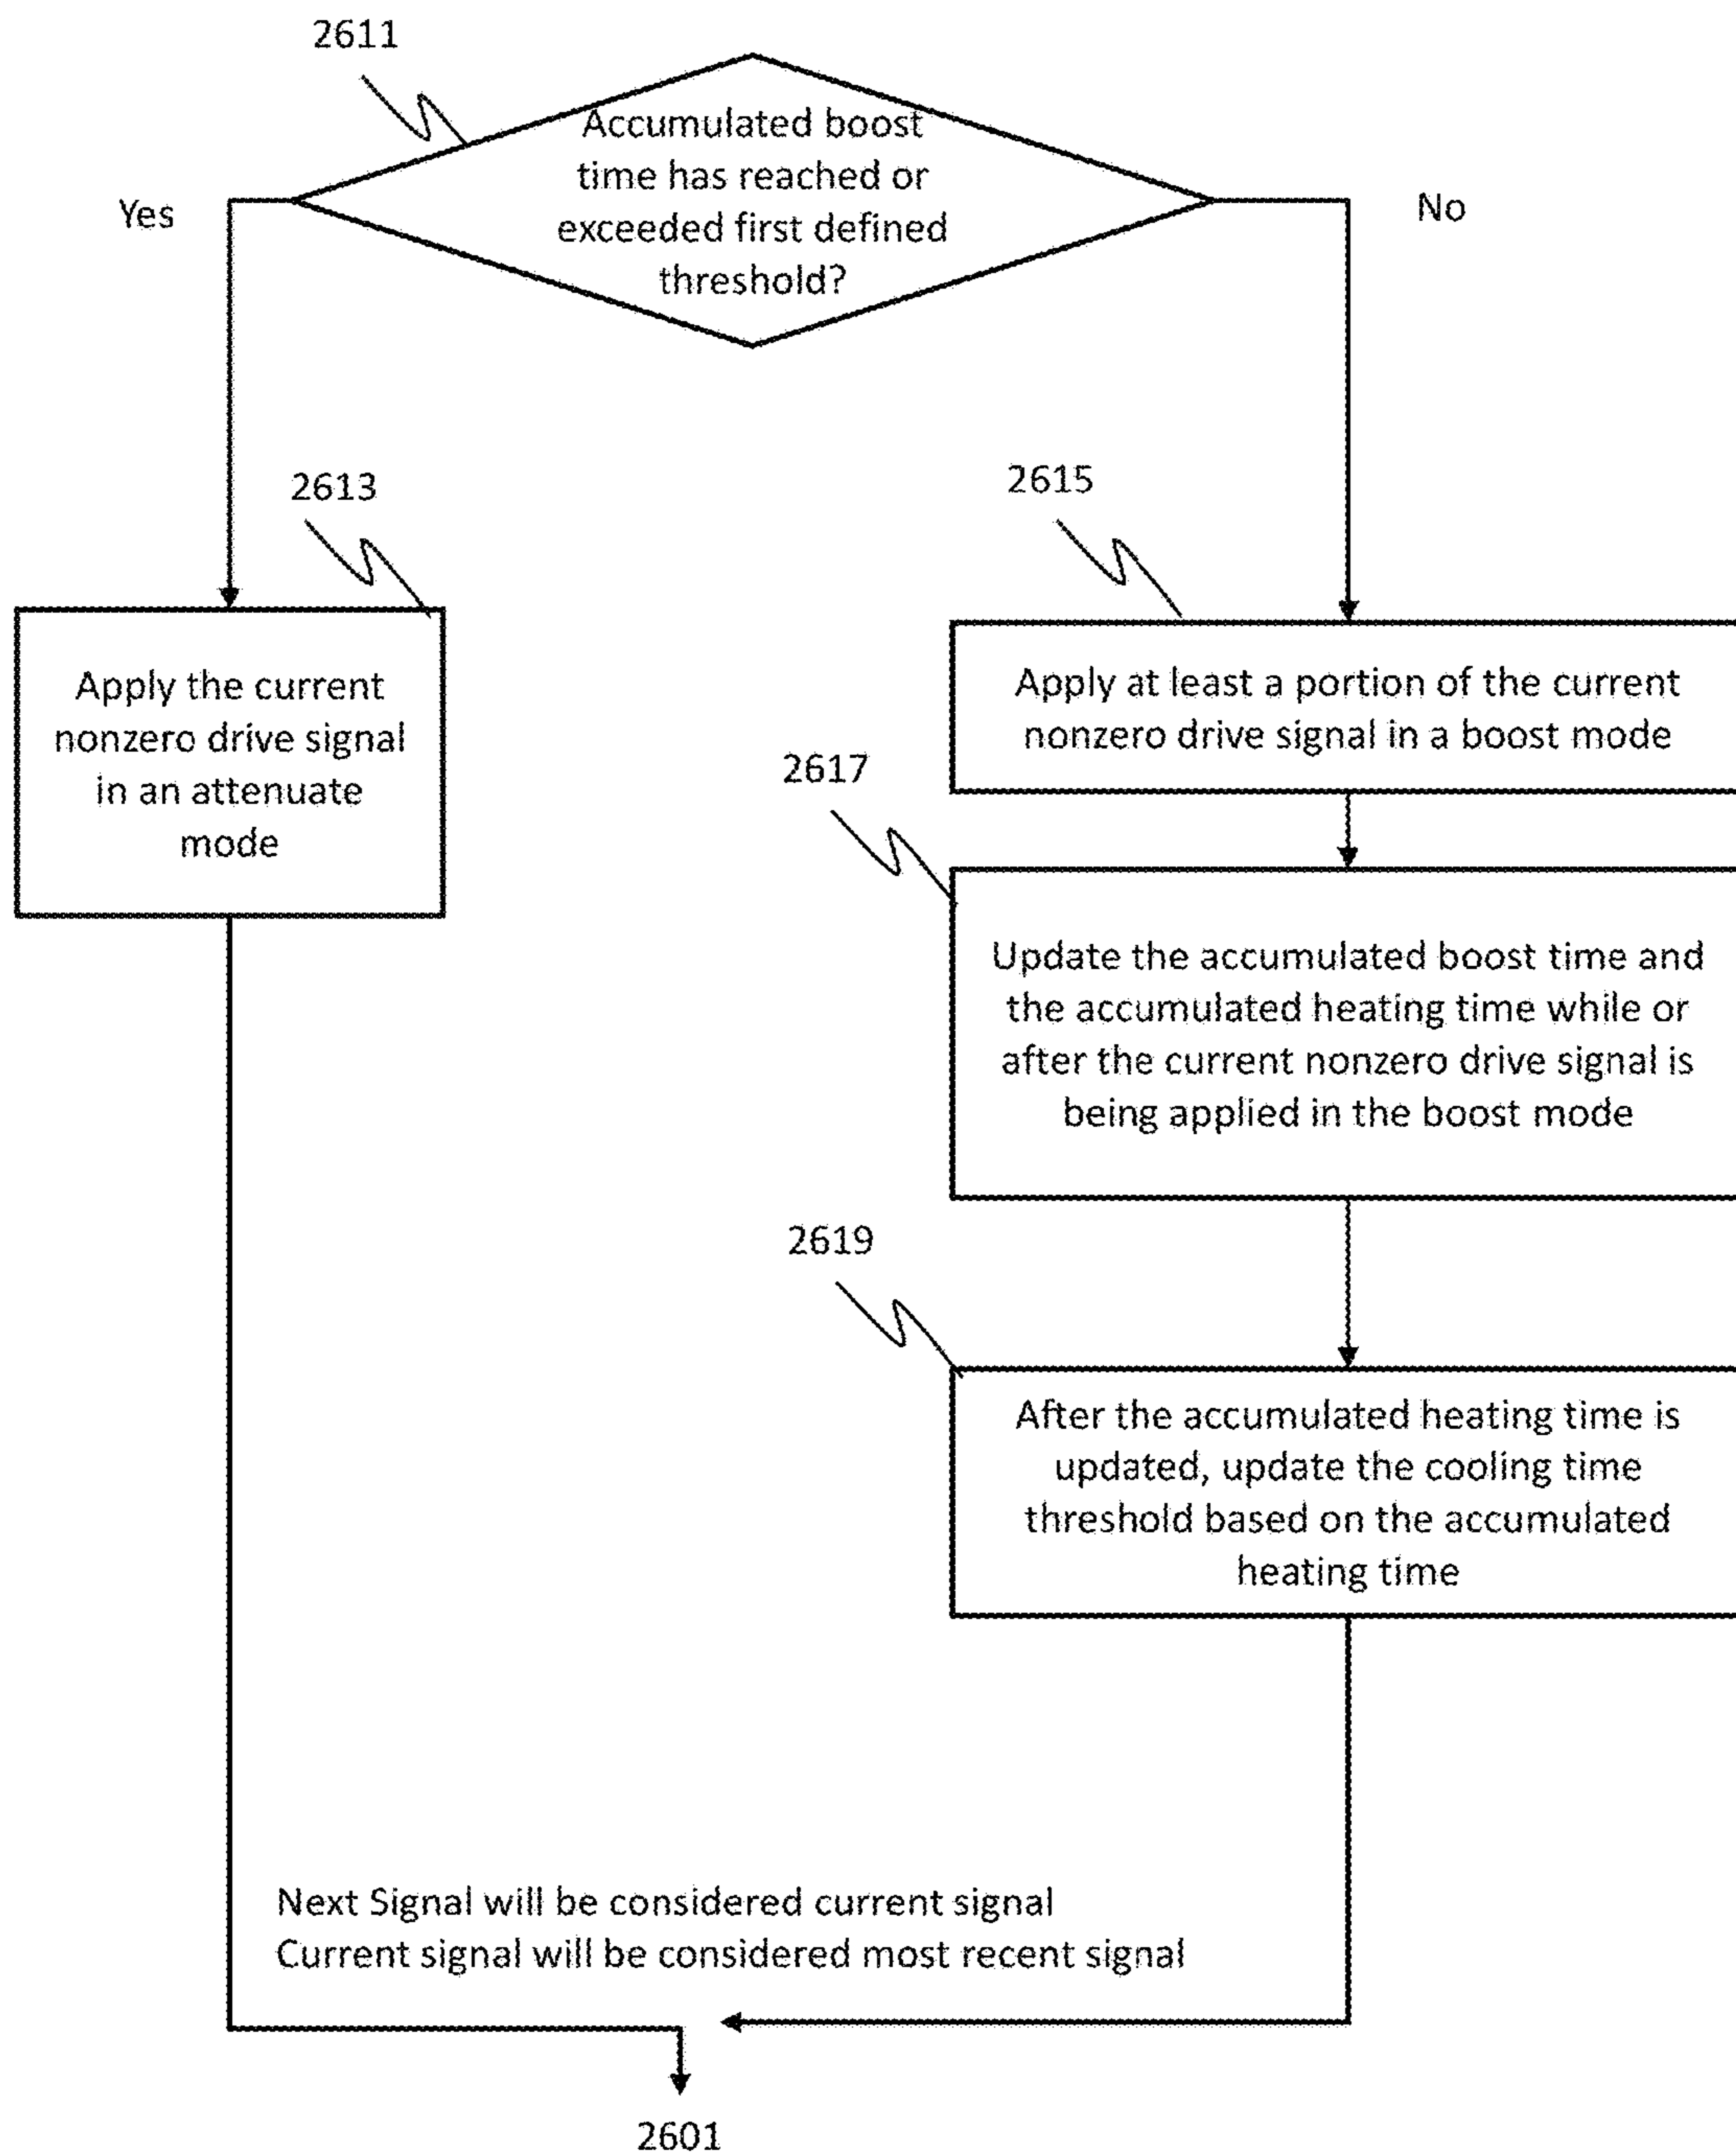 2611
Accumulated boost
time has reached or
exceeded first defined
threshold?
Yes
No
2613
2615
Apply the current
nonzero drive signal
in an attenuate
mode
Apply at least a portion of the current
nonzero drive signal in a boost mode
2617
Update the accumulated boost time and
the accumulated heating time while or
after the current nonzero drive signal is
being applied in the boost mode
2619
After the accumulated heating time is
updated, update the cooling time
threshold based on the accumulated
heating time
Next Signal will be considered current signal
Current signal will be considered most recent signal
2601